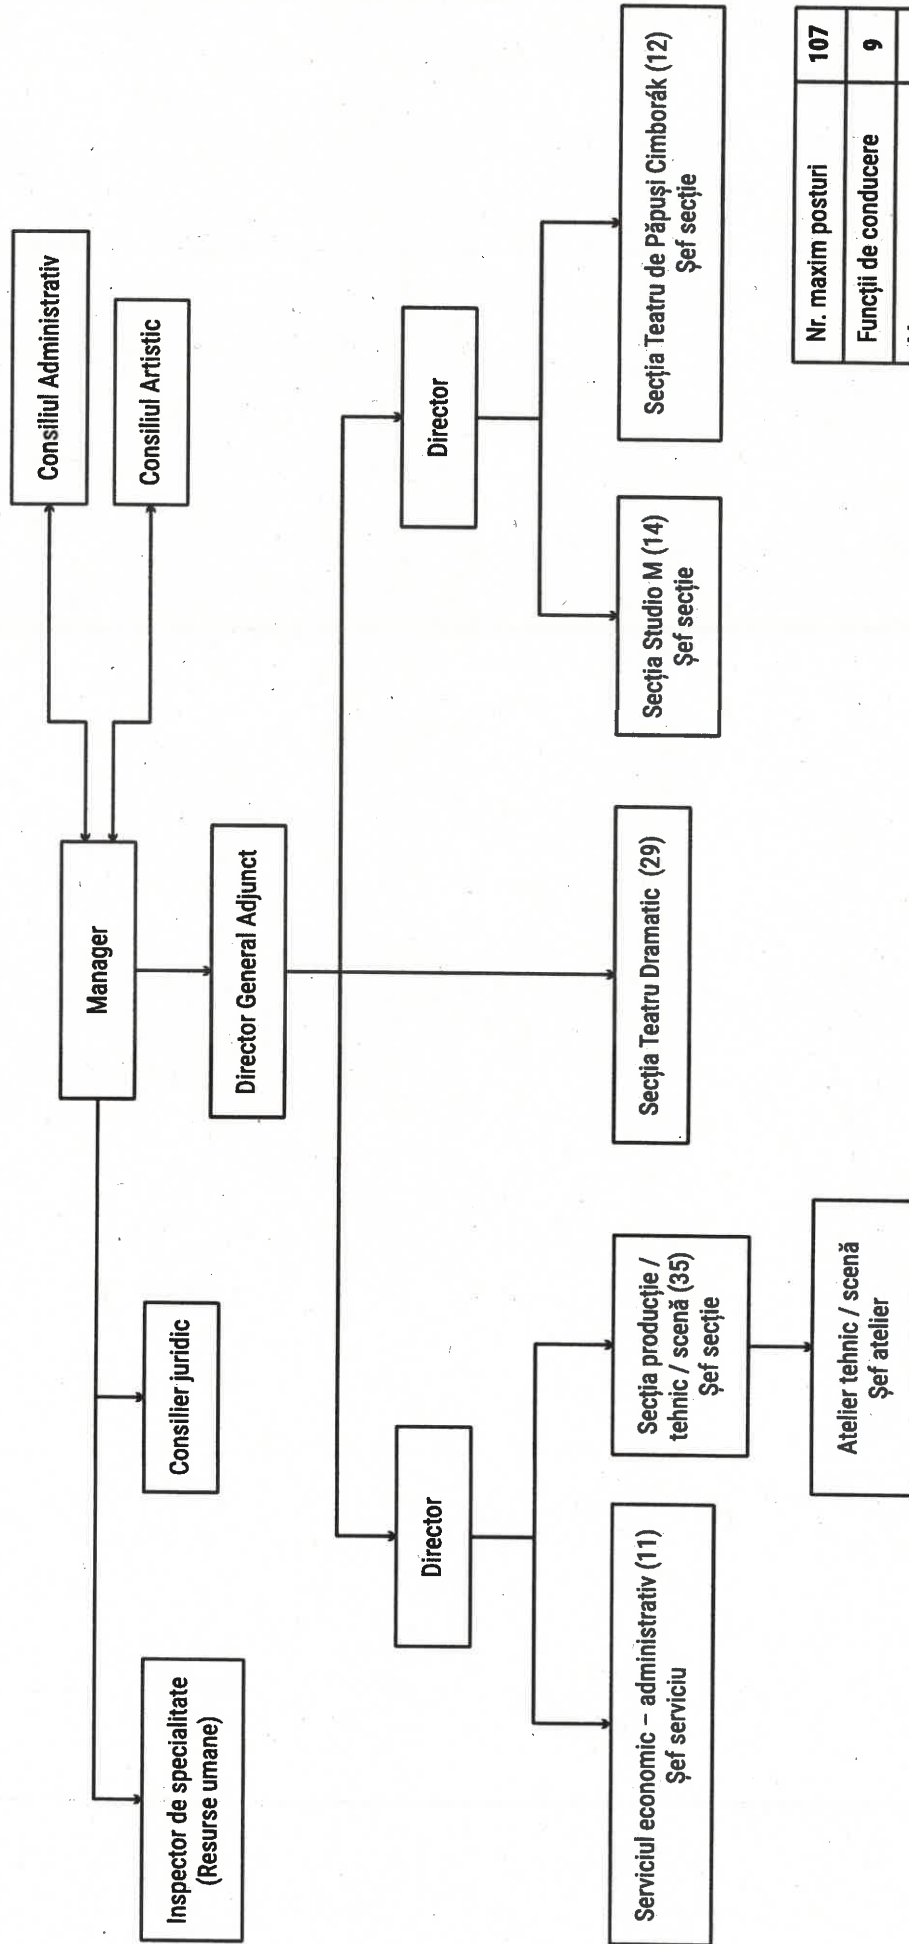 Consiliul Administrativ
Consiliul Artistic
Manager
Director General Adjunct
Consilier juridic
Inspector de specialitate
(Resurse umane)
Director
Director
Serviciul economic – administrativ (11)
Șef serviciu
Secția producție /
tehnic / scenă (35)
Șef secție
Atelier tehnic / scenă
Șef atelier
Secția Teatru Dramatic (29)
Secția Studio M (14)
Șef secție
Secția Teatru de Păpuși Cimborák (12)
Șef secție
Nr. maxim posturi 107
Funcții de conducere 9